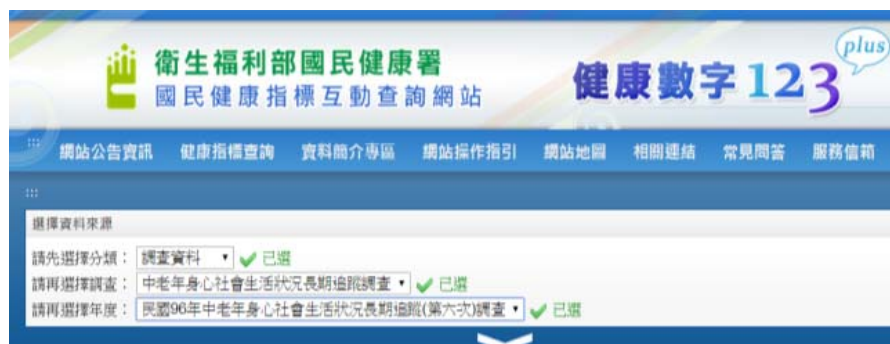 plus
衛生福利部國民健康署
國民健康指標互動查詢網站
健康數字123
網站公告資訊 健康指標查詢 資料簡介專區 網站操作指引 網站地圖 相關連結 常見問答 服務信箱
選擇資料來源
請先選擇分類： 調查資料 已選
請再選擇調查： 中老年身心社會生活狀況長期追蹤調查 已選
請再選擇年度： 民國96年中老年身心社會生活狀況長期追蹤(第六次)調查 已選